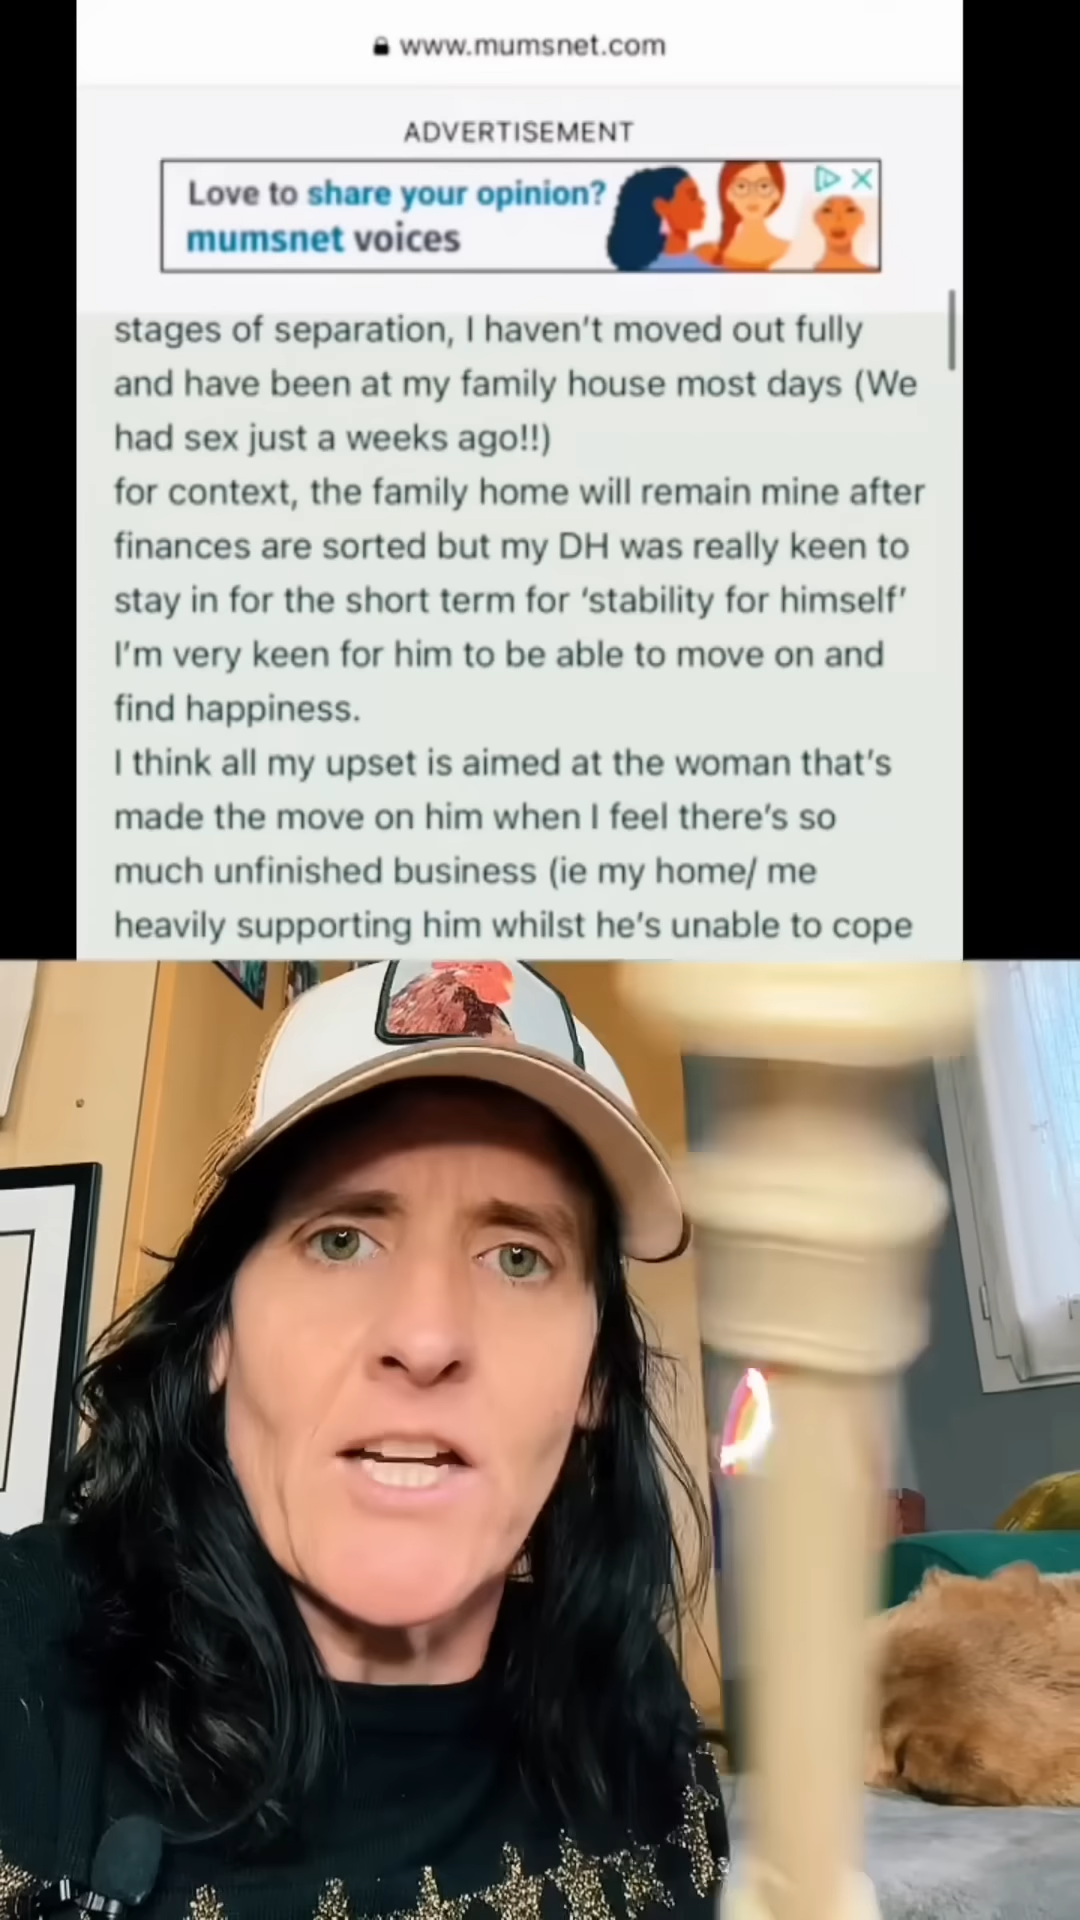 www.mumsnet.com
ADVERTISEMENT
Love to share your opinion?
mumsnet voices
stages of separation, I haven't moved out fully
and have been at my family house most days (We
had sex just a weeks ago!!)
for context, the family home will remain mine after
finances are sorted but my DH was really keen to
stay in for the short term for 'stability for himself'
I'm very keen for him to be able to move on and
find happiness.
I think all my upset is aimed at the woman that's
made the move on him when I feel there's so
much unfinished business (ie my home/ me
heavily supporting him whilst he's unable to cope